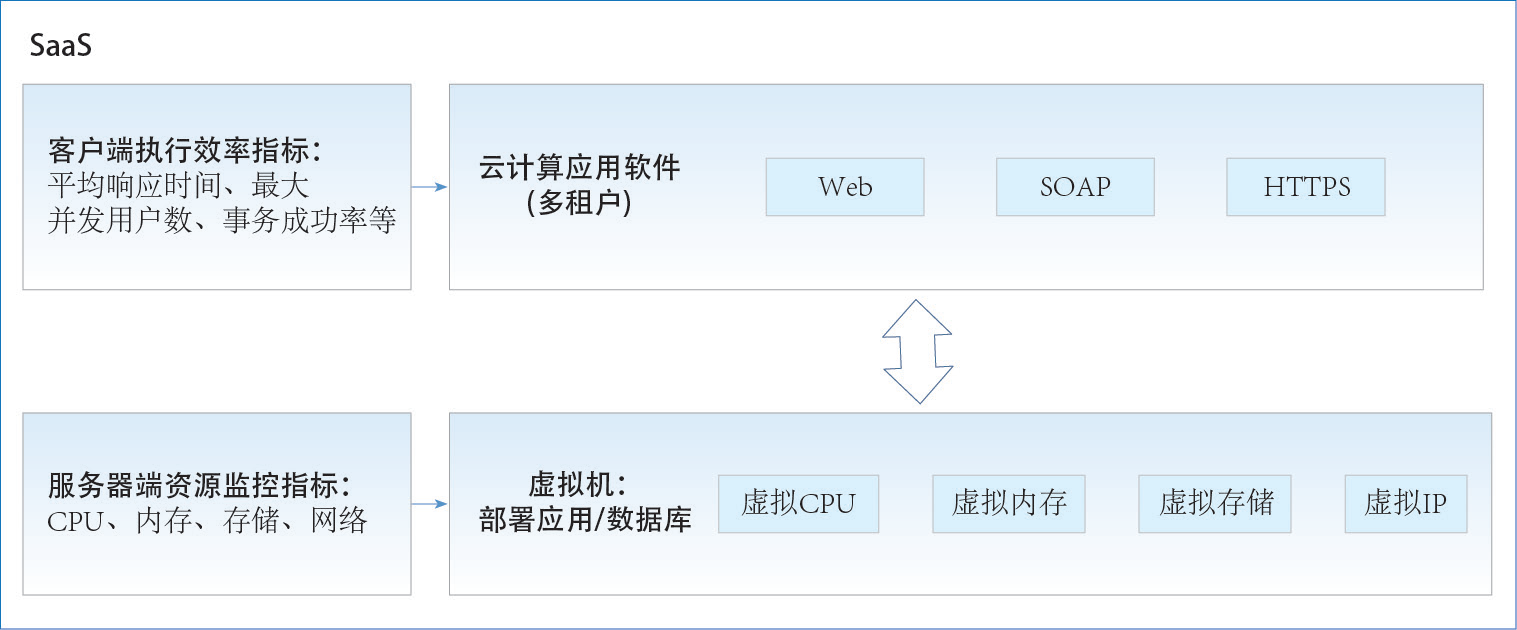 SaaS
客户端执行效率指标：
平均响应时间、最大
并发用户数、事务成功率等
云计算应用软件
(多租户)
Web
SOAP
HTTPS
服务器端资源监控指标：
CPU、内存、存储、网络
虚拟机：
部署应用/数据库
虚拟CPU
虚拟内存
虚拟存储
虚拟IP